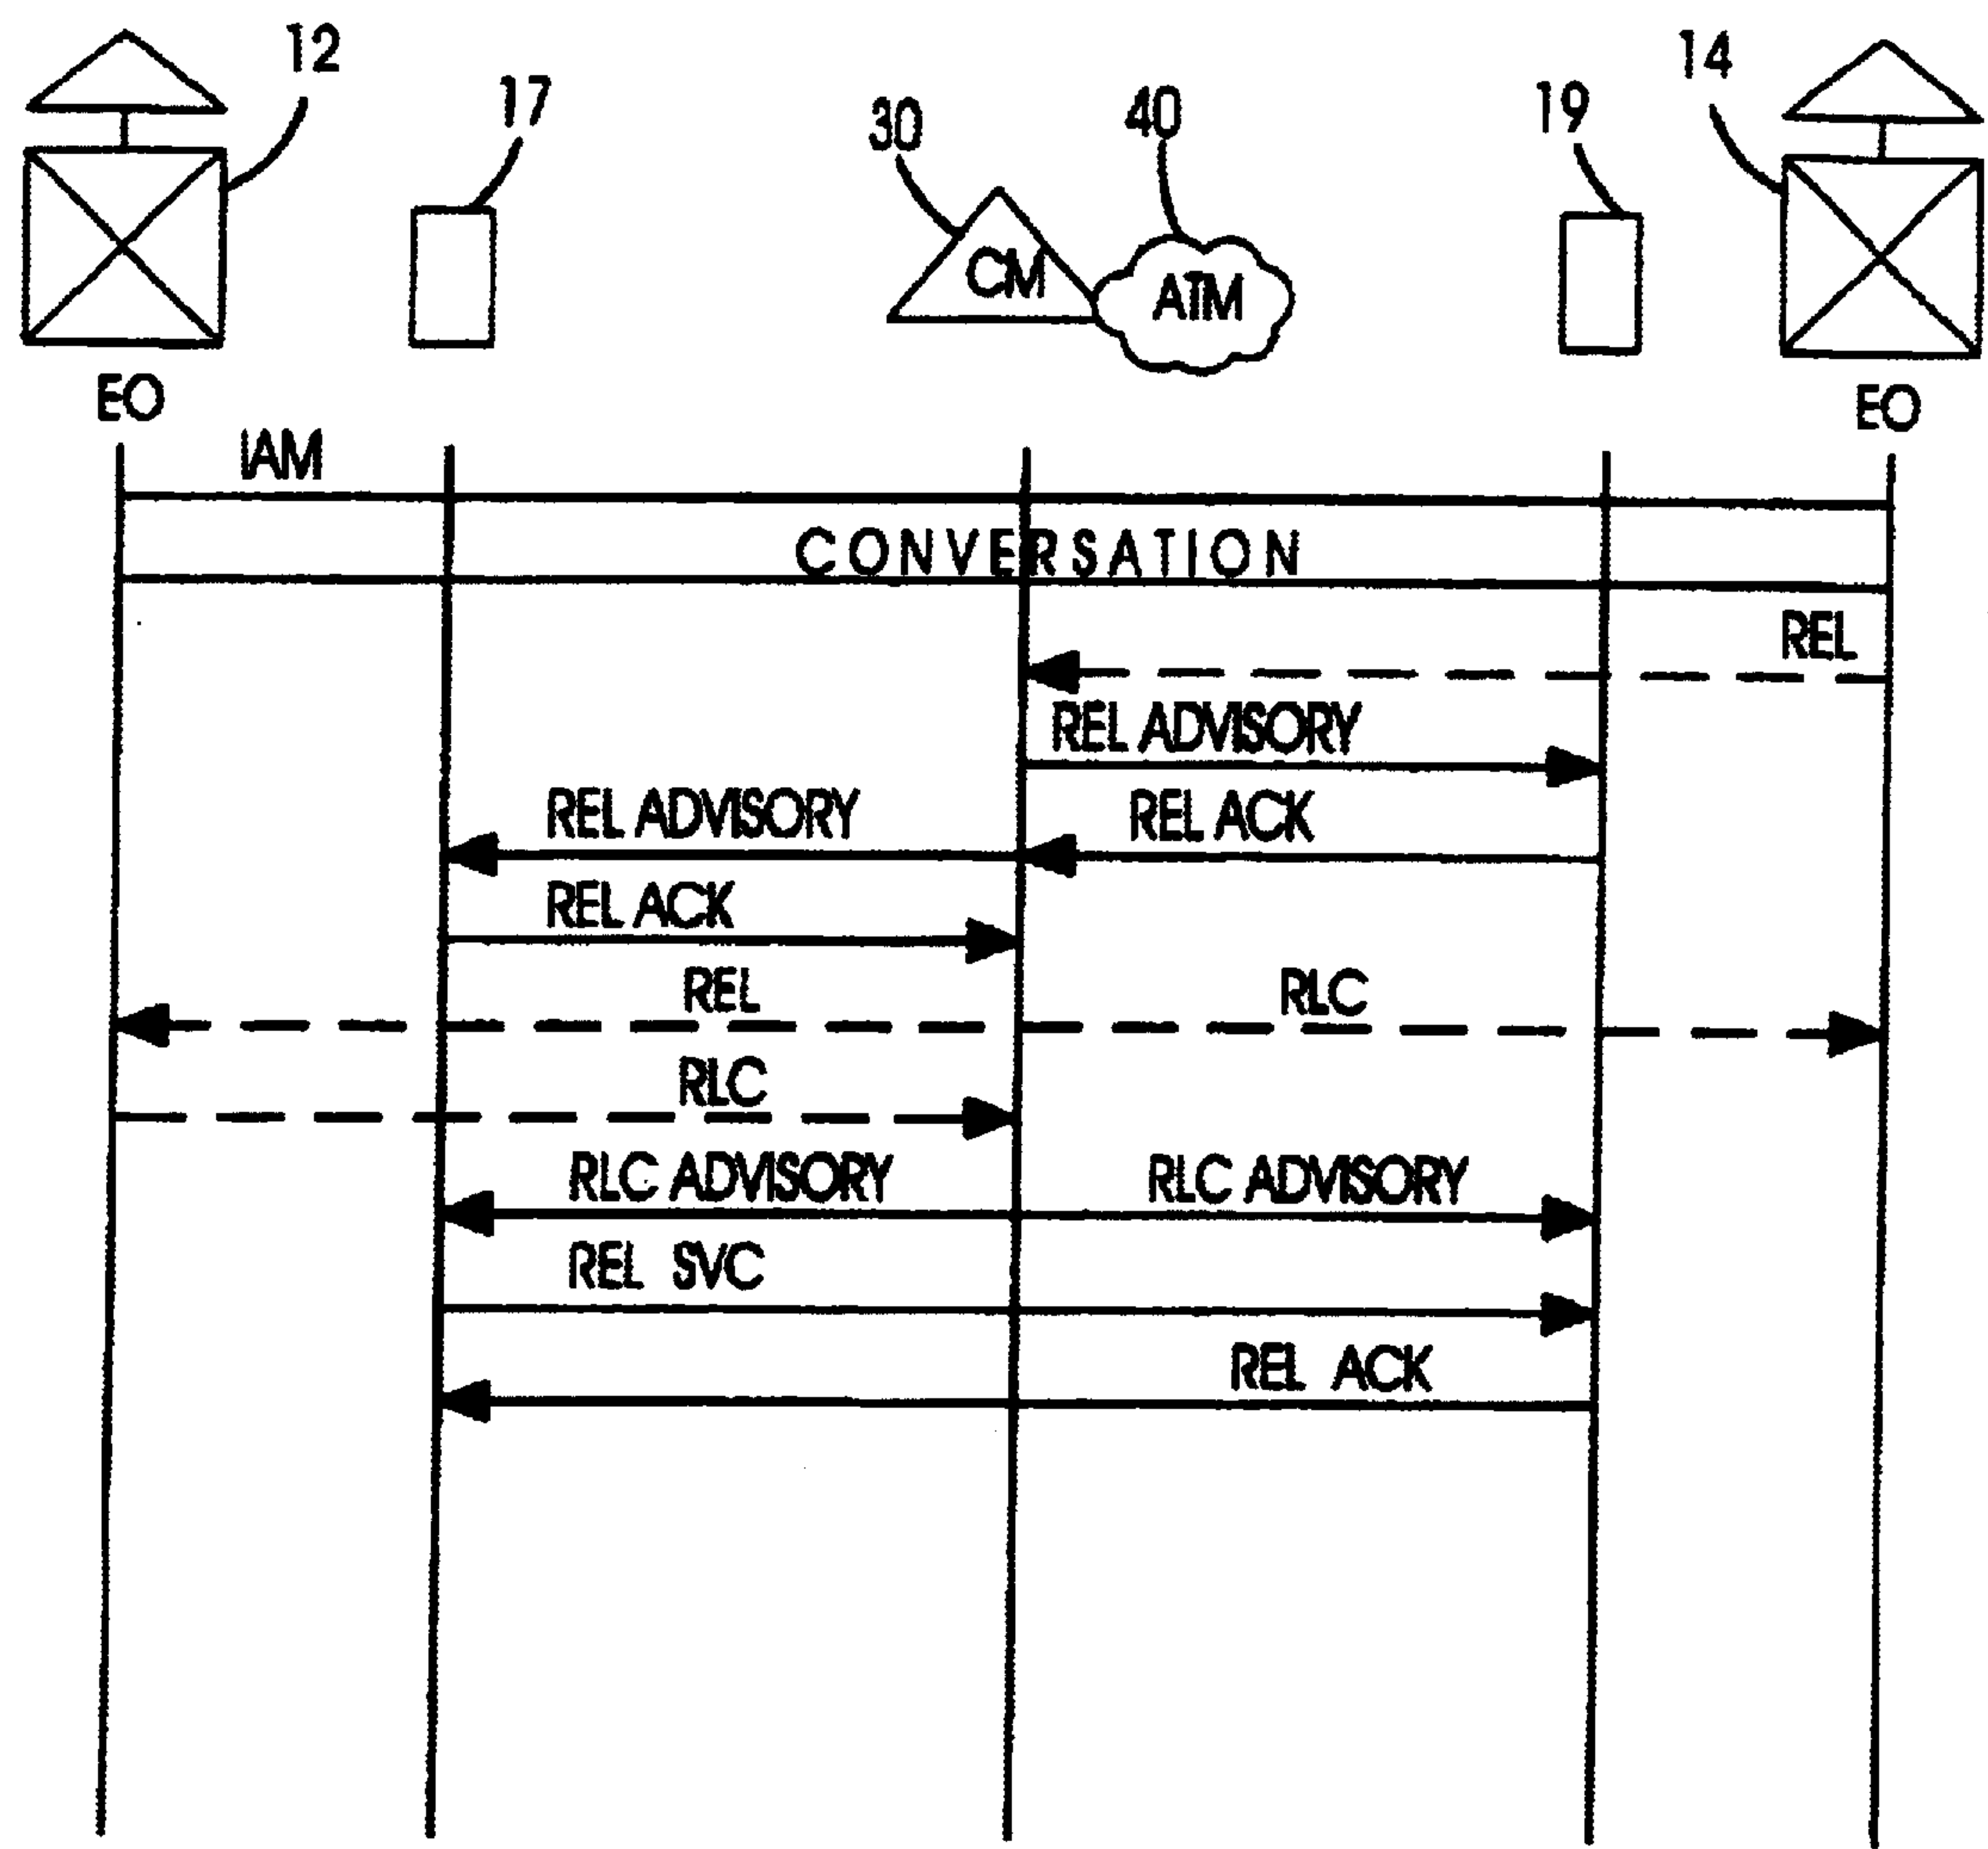 12
17
30
40
19
14
CM
ATM
EO
EO
IAM
CONVERSATION
REL
REL ADVISORY
REL ADVISORY
REL ACK
REL ACK
REL
RLC
RLC
RLC ADVISORY
RLC ADVISORY
REL SVC
REL ACK